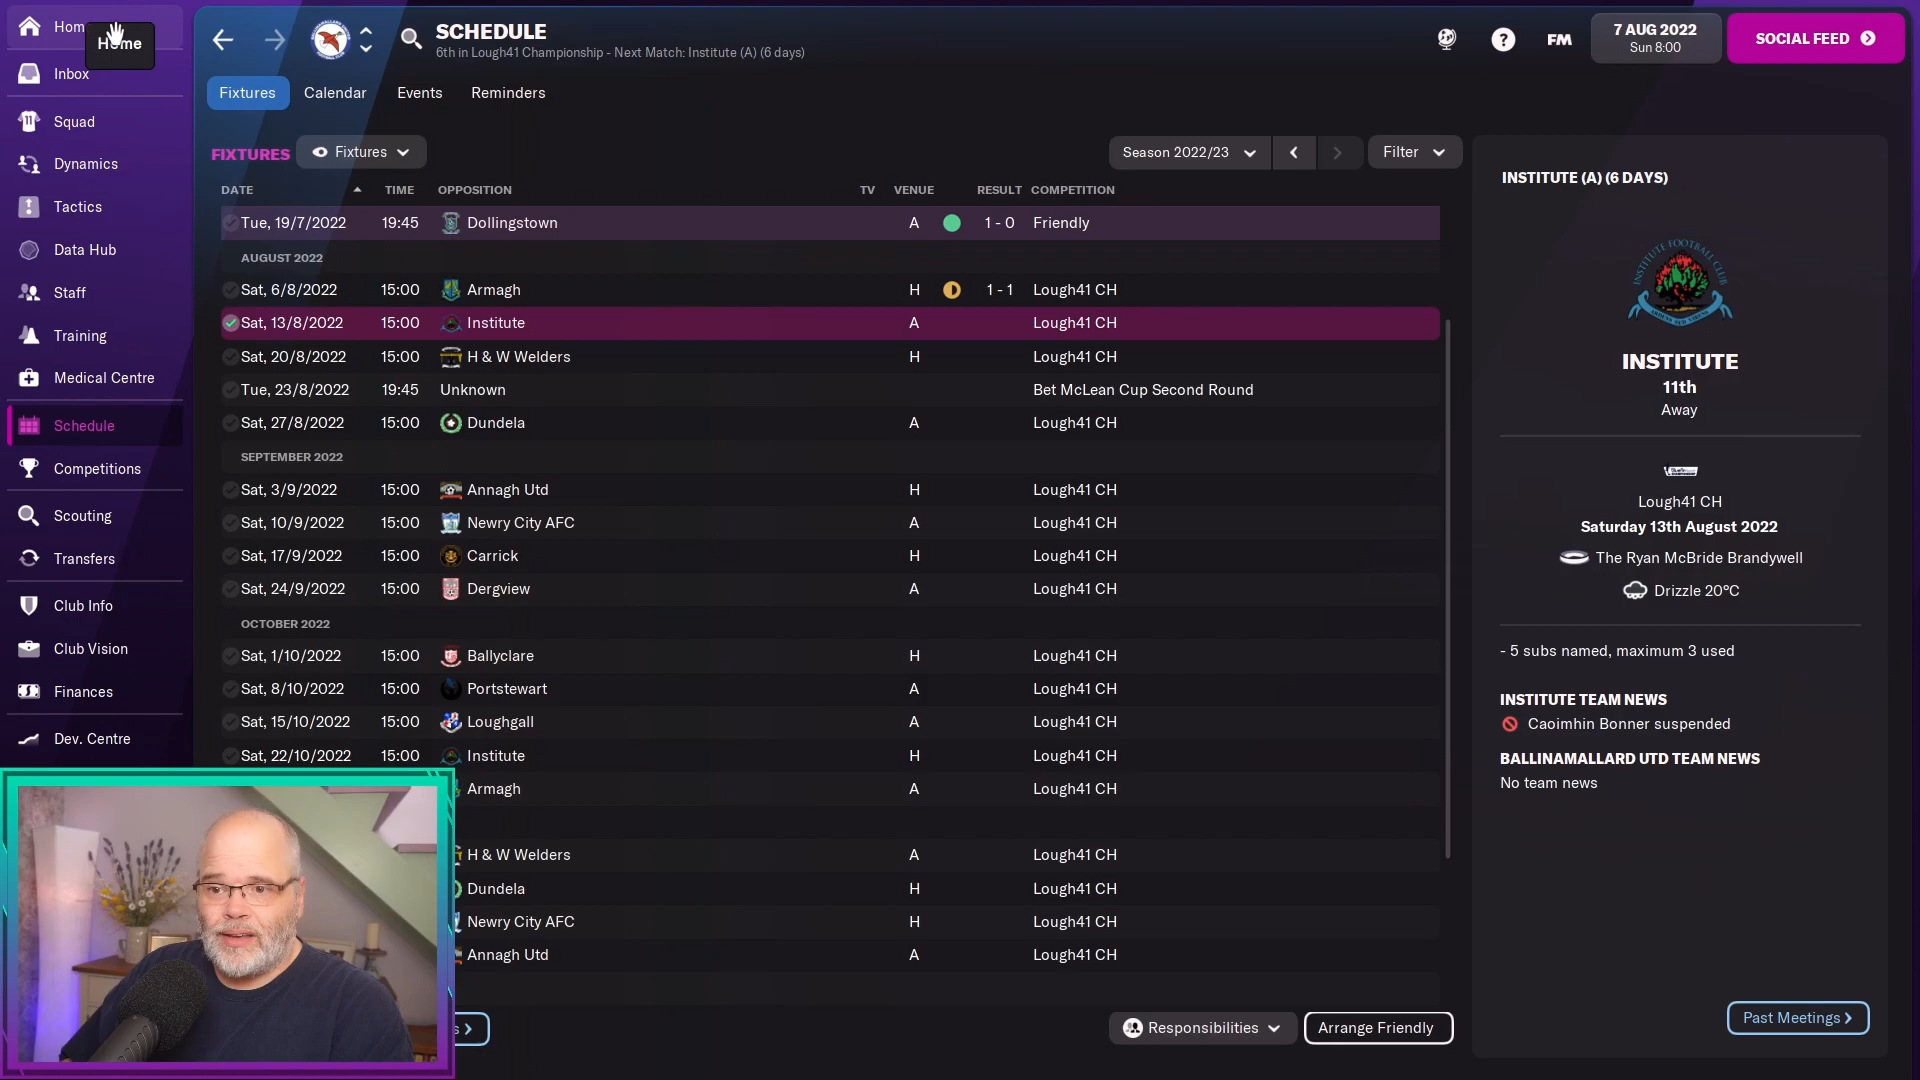 Home
Inbox
Squad
Dynamics
Tactics
Data Hub
Staff
Training
Medical Centre
Schedule
Competitions
Scouting
Transfers
Club Info
Club Vision
Finances
Dev. Centre
SCHEDULE
6th in Lough41 Championship - Next Match: Institute (A) (6 days)
FM
7 AUG 2022
Sun 8:00
SOCIAL FEED
Fixtures Calendar Events Reminders
FIXTURES Fixtures Season 2022/23 Filter
DATE TIME OPPOSITION TV VENUE RESULT COMPETITION
Tue, 19/7/2022 19:45 Dollingstown A 1 - 0 Friendly
AUGUST 2022
Sat, 6/8/2022 15:00 Armagh H 1 - 1 Lough41 CH
Sat, 13/8/2022 15:00 Institute A Lough41 CH
Sat, 20/8/2022 15:00 H & W Welders H Lough41 CH
Tue, 23/8/2022 19:45 Unknown Bet McLean Cup Second Round
Sat, 27/8/2022 15:00 Dundela A Lough41 CH
SEPTEMBER 2022
Sat, 3/9/2022 15:00 Annagh Utd H Lough41 CH
Sat, 10/9/2022 15:00 Newry City AFC A Lough41 CH
Sat, 17/9/2022 15:00 Carrick H Lough41 CH
Sat, 24/9/2022 15:00 Dergview A Lough41 CH
OCTOBER 2022
Sat, 1/10/2022 15:00 Ballyclare H Lough41 CH
Sat, 8/10/2022 15:00 Portstewart A Lough41 CH
Sat, 15/10/2022 15:00 Loughgall A Lough41 CH
Sat, 22/10/2022 15:00 Institute H Lough41 CH
Armagh A Lough41 CH
H & W Welders A Lough41 CH
Dundela H Lough41 CH
Newry City AFC H Lough41 CH
Annagh Utd A Lough41 CH
Responsibilities Arrange Friendly
INSTITUTE (A) (6 DAYS)
INSTITUTE FOOTBALL CLUB
INSTITUTE
11th
Away
Lough41 CH
Saturday 13th August 2022
The Ryan McBride Brandywell
Drizzle 20°C
- 5 subs named, maximum 3 used
INSTITUTE TEAM NEWS
Caoimhin Bonner suspended
BALLINAMALLARD UTD TEAM NEWS
No team news
Past Meetings